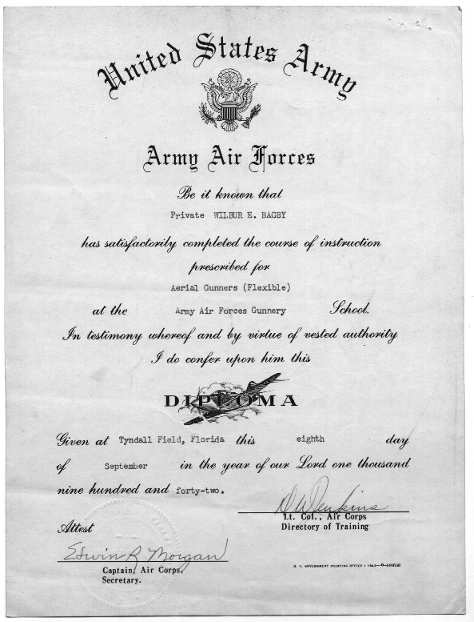 United States Army
Army Air Forces
Be it known that
Private WILBUR E. BAGBY
has satisfactorily completed the course of instruction
prescribed for
Aerial Gunners (Flexible)
at the Army Air Forces Gunnery School.
In testimony whereof and by virtue of vested authority
I do confer upon him this
DIPLOMA
Given at Tyndall Field, Florida this eighth day
of September in the year of our Lord one thousand
nine hundred and forty-two.
Lt. Col., Air Corps
Director of Training
Attest
Edwin R Morgan
Captain, Air Corps,
Secretary.
U. S. GOVERNMENT PRINTING OFFICE